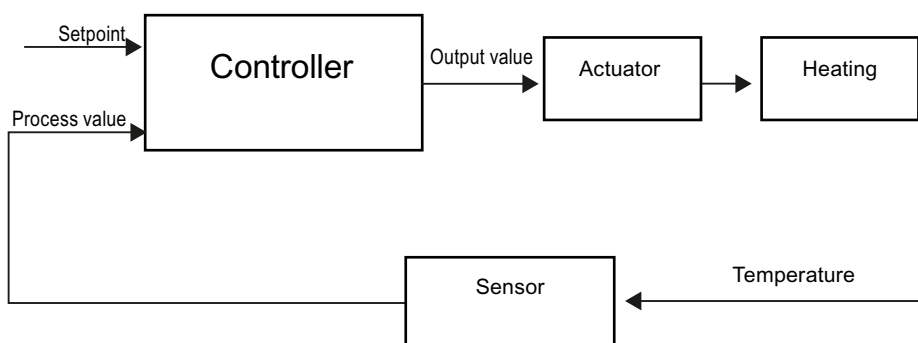 Setpoint
Controller
Output value
Actuator
Heating
Process value
Sensor
Temperature